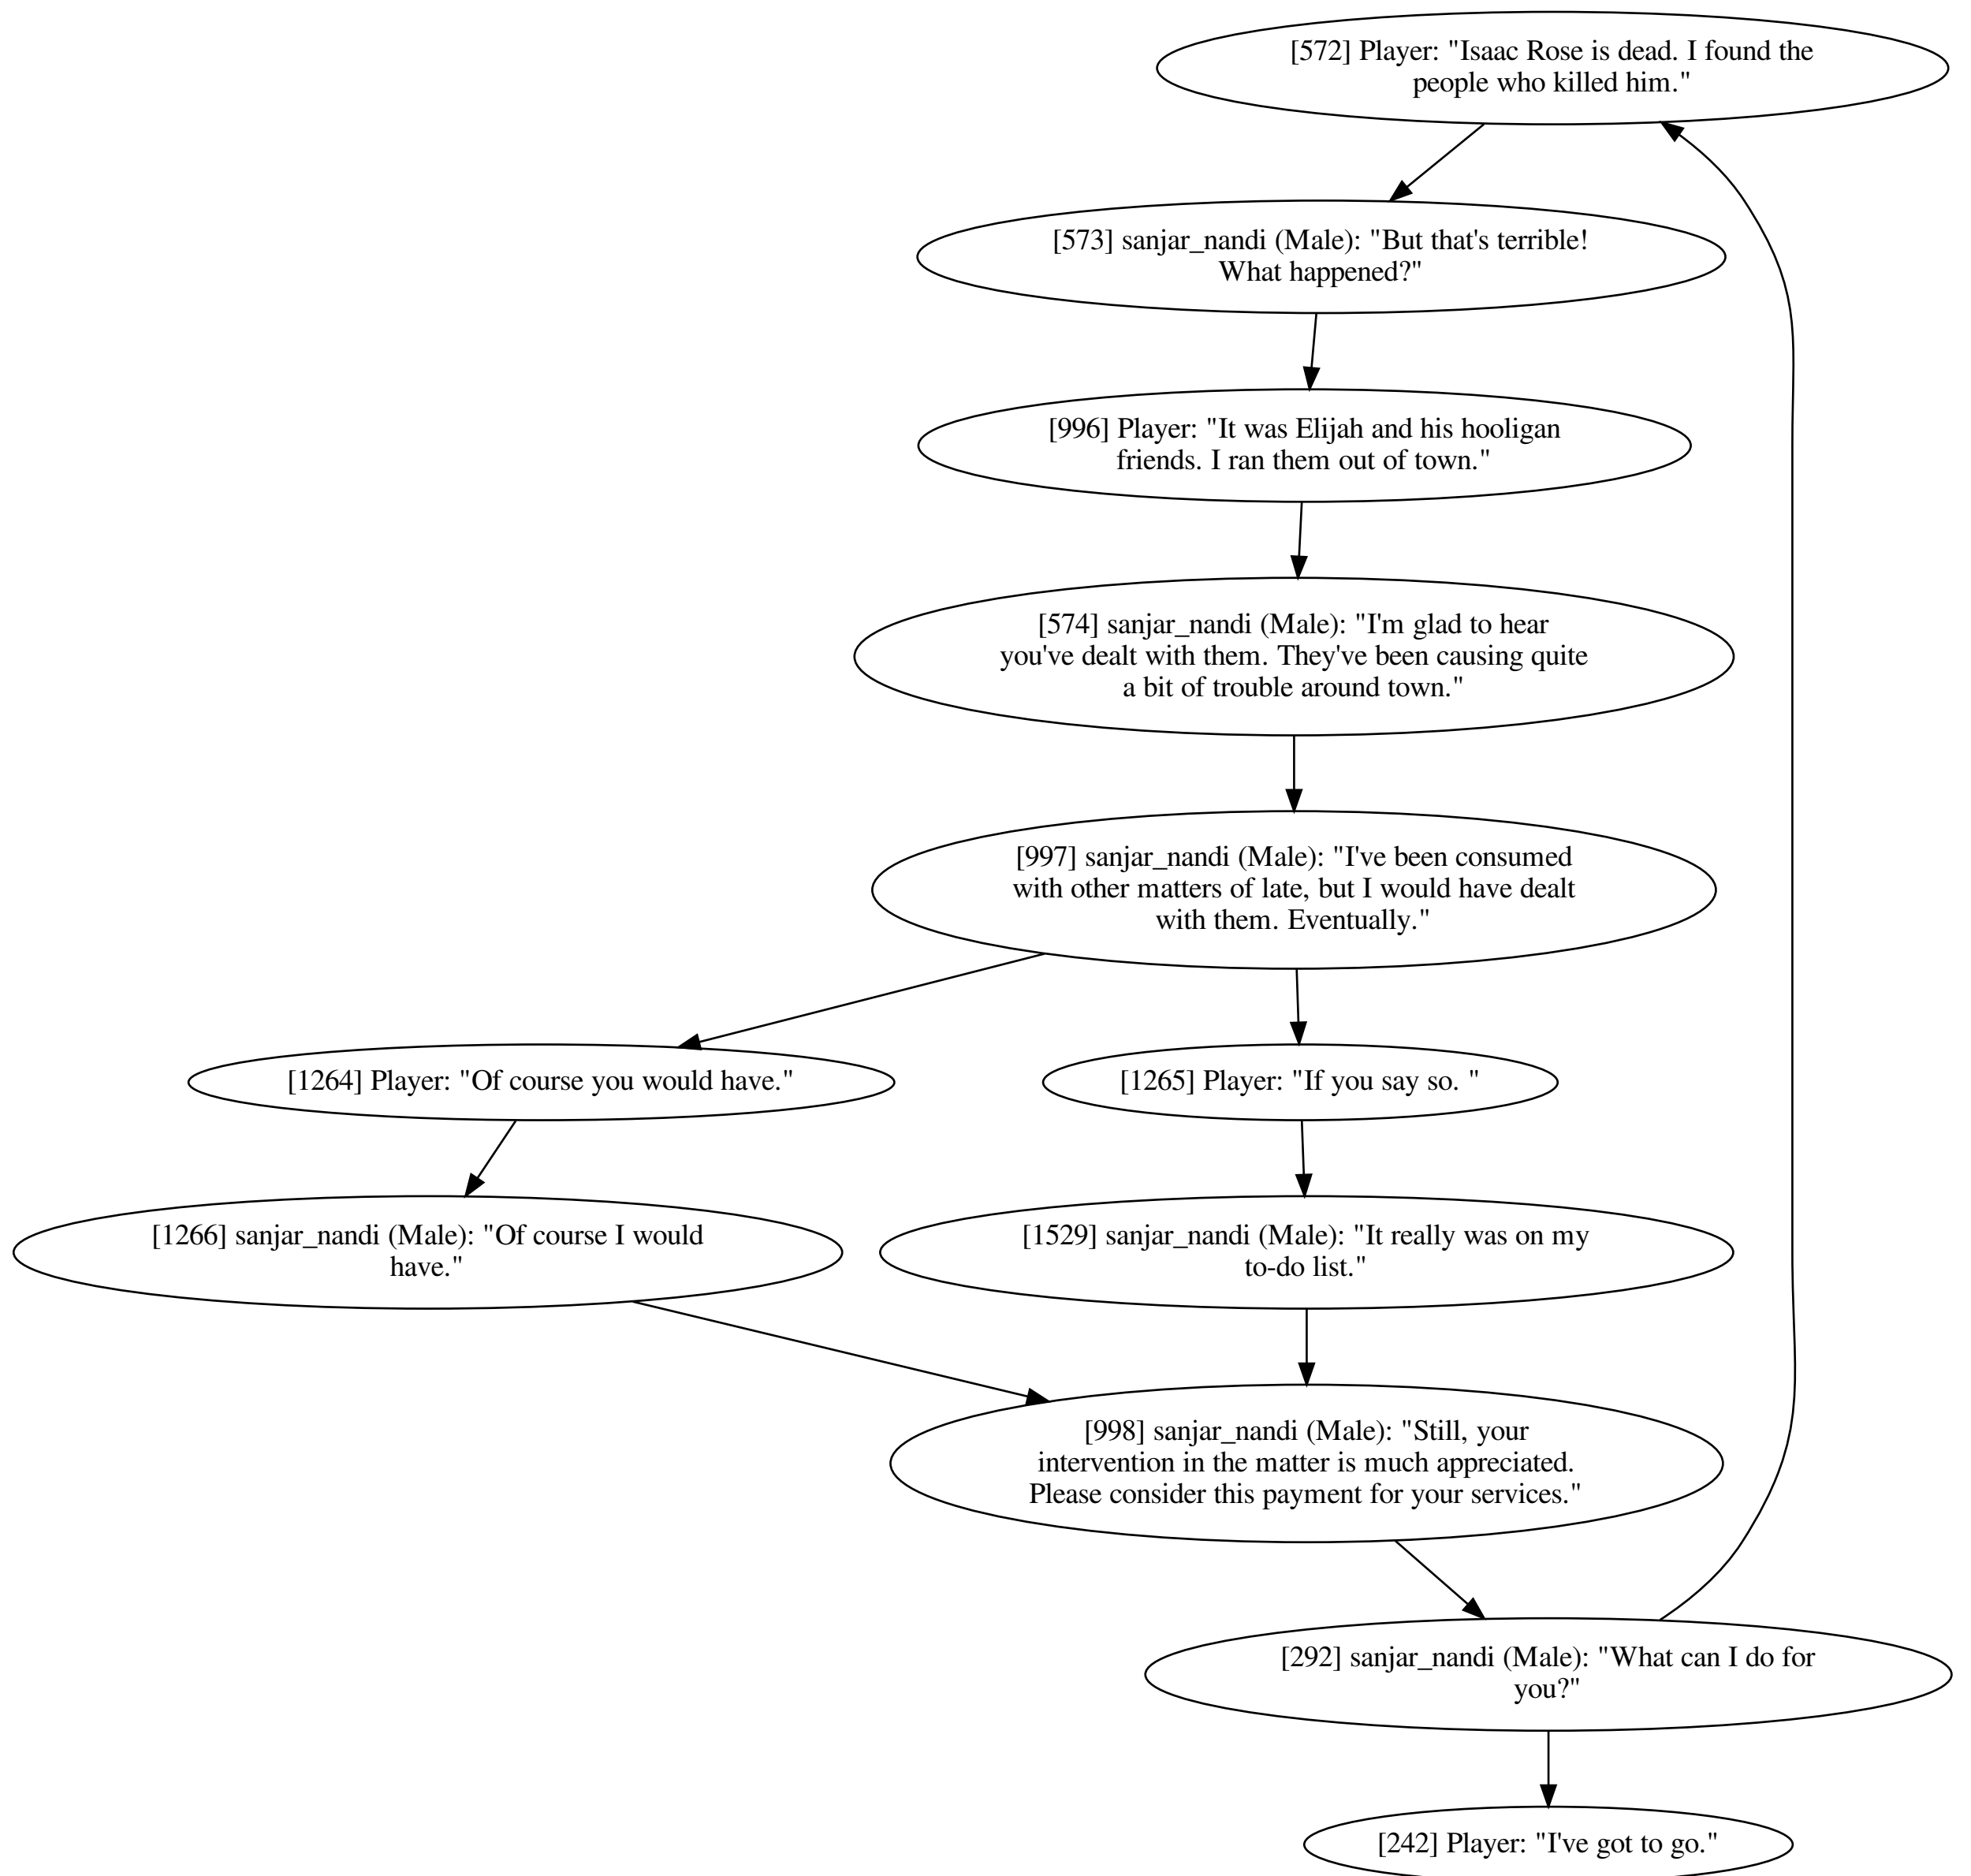 [572] Player: "Isaac Rose is dead. I found the
people who killed him."
[573] sanjar_nandi (Male): "But that's terrible!
What happened?"
[996] Player: "It was Elijah and his hooligan
friends. I ran them out of town."
[574] sanjar_nandi (Male): "I'm glad to hear
you've dealt with them. They've been causing quite
a bit of trouble around town."
[997] sanjar_nandi (Male): "I've been consumed
with other matters of late, but I would have dealt
with them. Eventually."
[1264] Player: "Of course you would have."
[1265] Player: "If you say so. "
[1266] sanjar_nandi (Male): "Of course I would
have."
[1529] sanjar_nandi (Male): "It really was on my
to-do list."
[998] sanjar_nandi (Male): "Still, your
intervention in the matter is much appreciated.
Please consider this payment for your services."
[292] sanjar_nandi (Male): "What can I do for
you?"
[242] Player: "I've got to go."